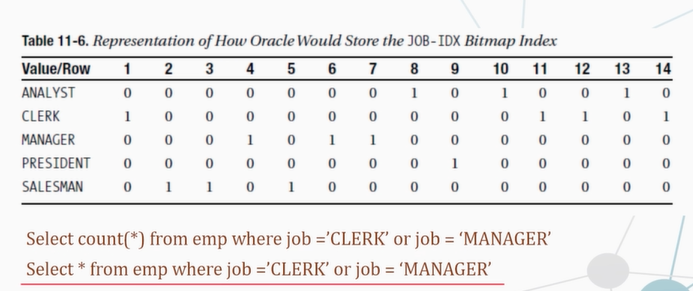 Table 11-6. Representation of How Oracle Would Store the JOB-IDX Bitmap Index
Value/Row 1 2 3 4 5 6 7 8 9 10 11 12 13 14
ANALYST 0 0 0 0 0 0 0 1 0 1 0 0 1 0
CLERK 1 0 0 0 0 0 0 0 0 0 1 1 0 1
MANAGER 0 0 0 1 0 1 1 0 0 0 0 0 0 0
PRESIDENT 0 0 0 0 0 0 0 0 1 0 0 0 0 0
SALESMAN 0 1 1 0 1 0 0 0 0 0 0 0 0 0
Select count(*) from emp where job =’CLERK’ or job = ‘MANAGER’
Select * from emp where job =’CLERK’ or job = ‘MANAGER’